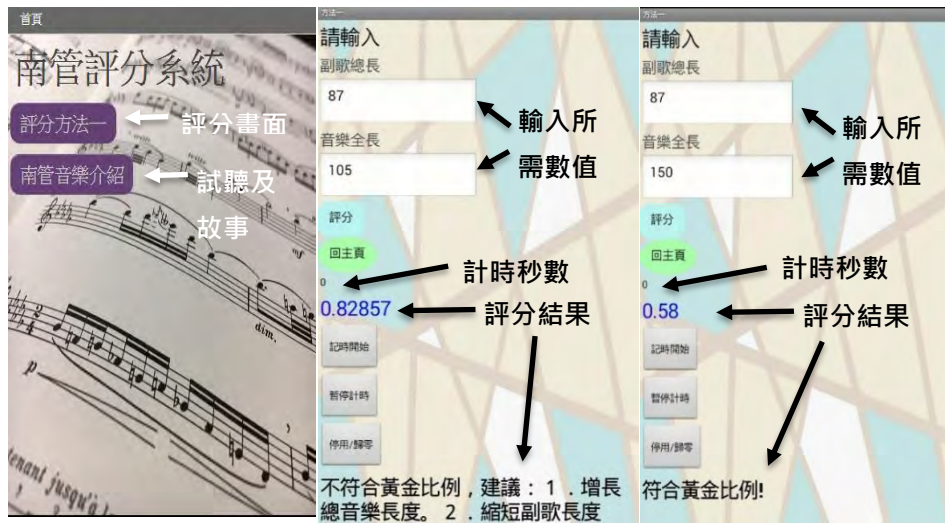 首頁
南管評分系統
評分方法一
評分畫面
南管音樂介紹
試聽及
故事
mf
dim.
p
tenant jusqu'à
方法一
請輸入
副歌總長
87
輸入所
音樂全長
需數值
105
評分
回主頁
計時秒數
0
0.82857
評分結果
記時開始
暫停計時
停用/歸零
不符合黃金比例，建議：1．增長
總音樂長度。2．縮短副歌長度
方法一
請輸入
副歌總長
87
輸入所
音樂全長
需數值
150
評分
回主頁
計時秒數
0
0.58
評分結果
記時開始
暫停計時
停用/歸零
符合黃金比例!